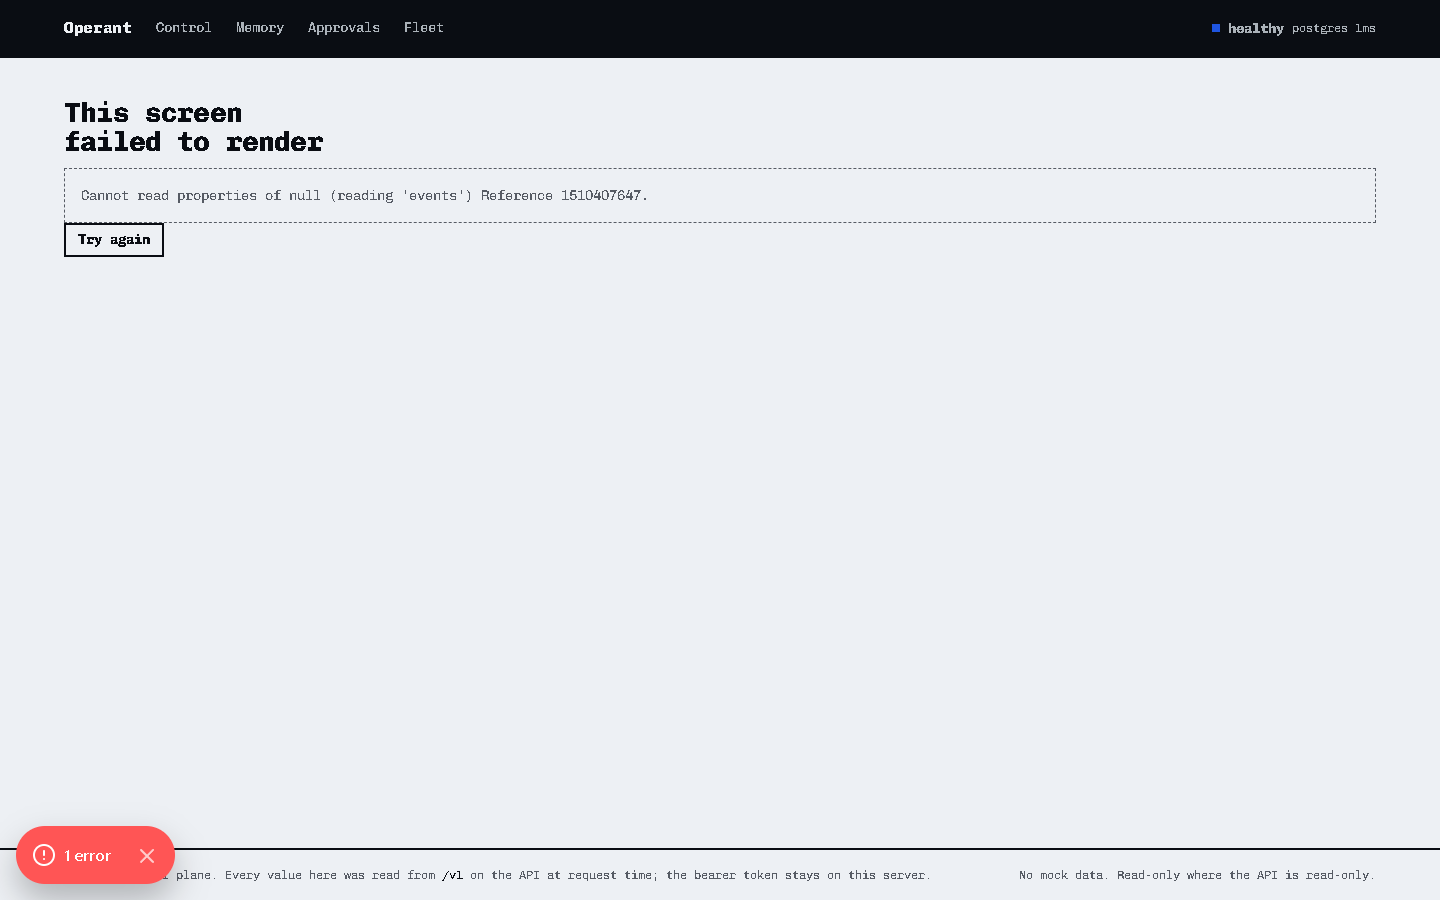 Operant Control Memory Approvals Fleet healthy postgres 1ms
This screen
failed to render
Cannot read properties of null (reading 'events') Reference 1510407647.
Try again
1 error
plane. Every value here was read from /v1 on the API at request time; the bearer token stays on this server. No mock data. Read-only where the API is read-only.